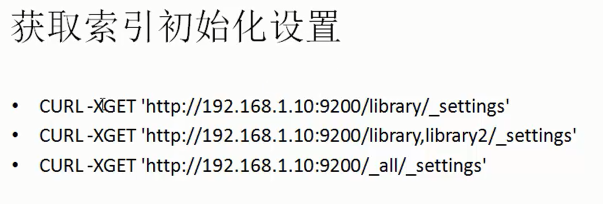 获取索引初始化设置
• CURL -XGET 'http://192.168.1.10:9200/library/_settings'
• CURL -XGET 'http://192.168.1.10:9200/library,library2/_settings'
• CURL -XGET 'http://192.168.1.10:9200/_all/_settings'